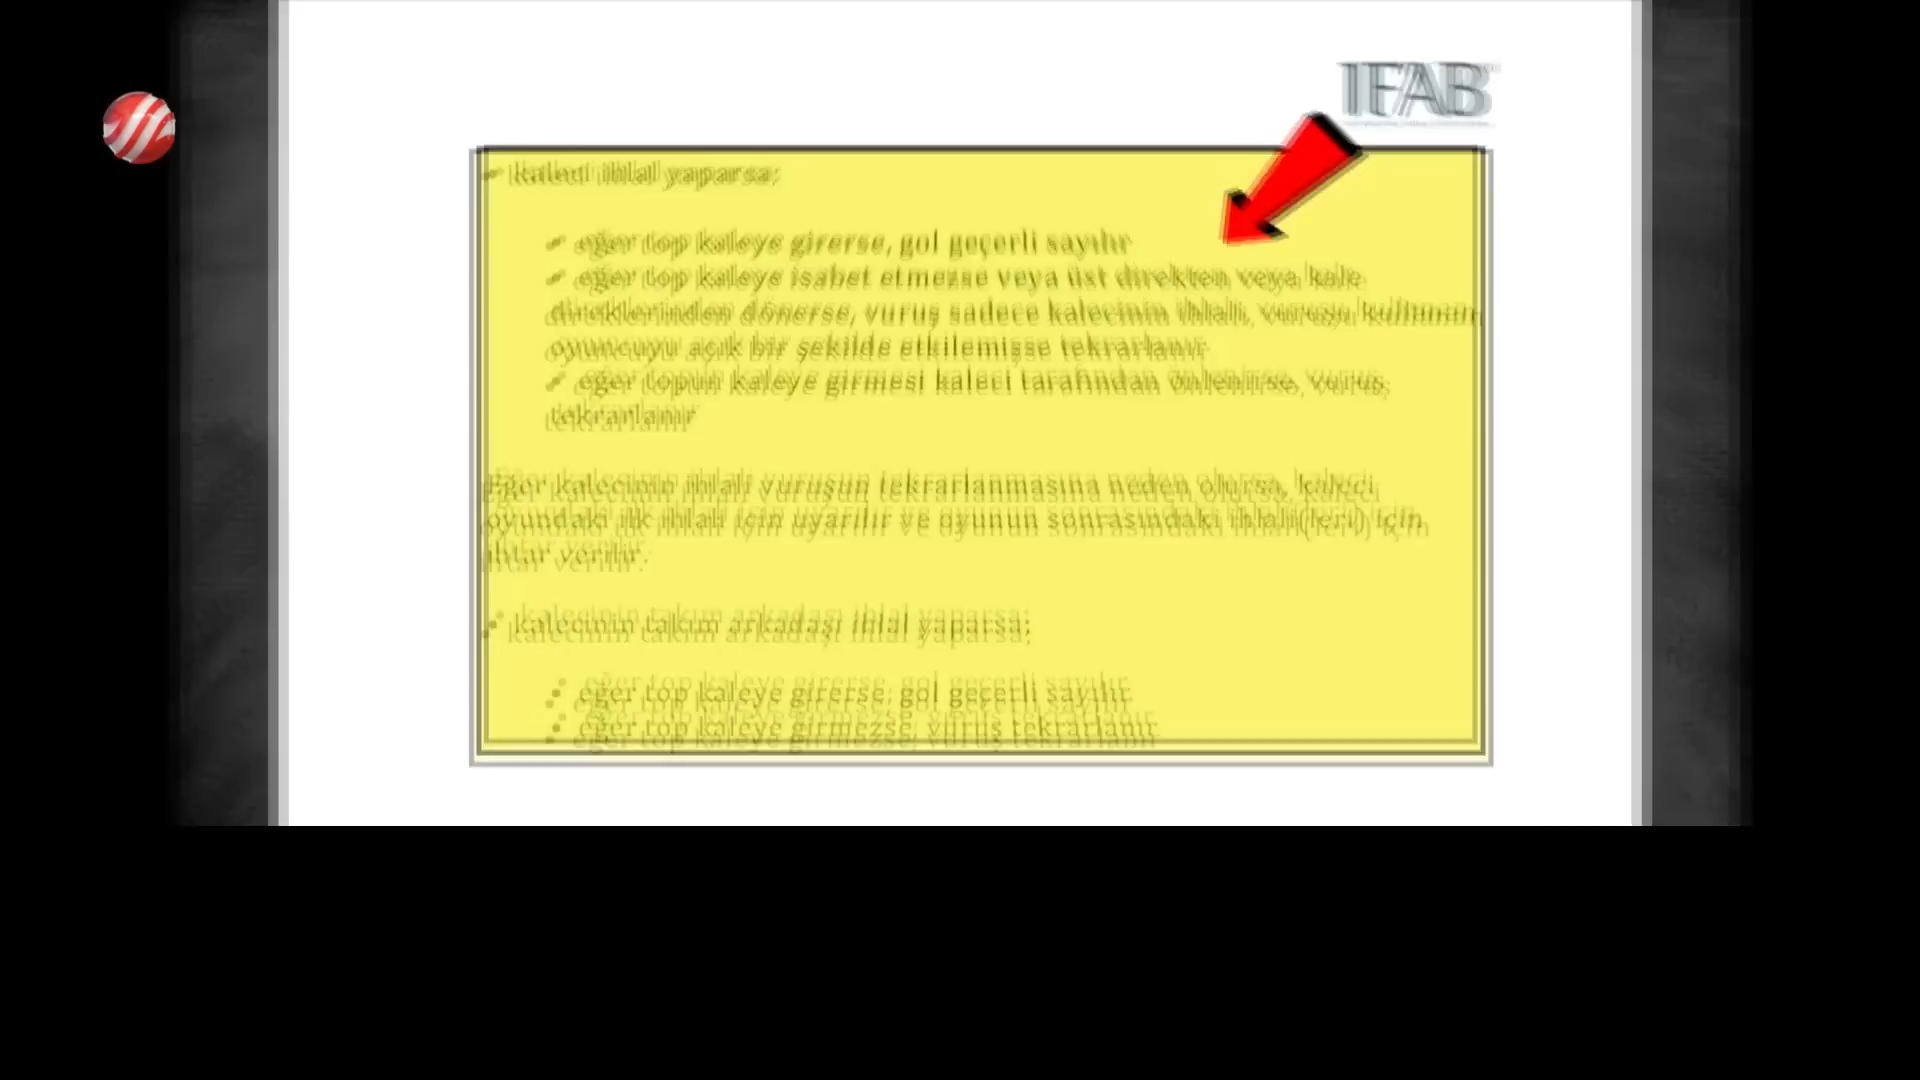 IFAB
• kaleci ihlal yaparsa;
• eğer top kaleye girerse, gol geçerli sayılır
• eğer top kaleye isabet etmezse veya üst direkten veya kale
direklerinden dönerse, vuruş sadece kalecinin ihlali, vuruşu kullanan
oyuncuyu açık bir şekilde etkilemişse tekrarlanır
• eğer topun kaleye girmesi kaleci tarafından önlenirse, vuruş
tekrarlanır
Eğer kalecinin ihlali vuruşun tekrarlanmasına neden olursa, kaleci
oyundaki ilk ihlali için uyarılır ve oyunun sonrasındaki ihlali(leri) için
ihtar verilir.
• kalecinin takım arkadaşı ihlal yaparsa;
• eğer top kaleye girerse, gol geçerli sayılır
• eğer top kaleye girmezse, vuruş tekrarlanır